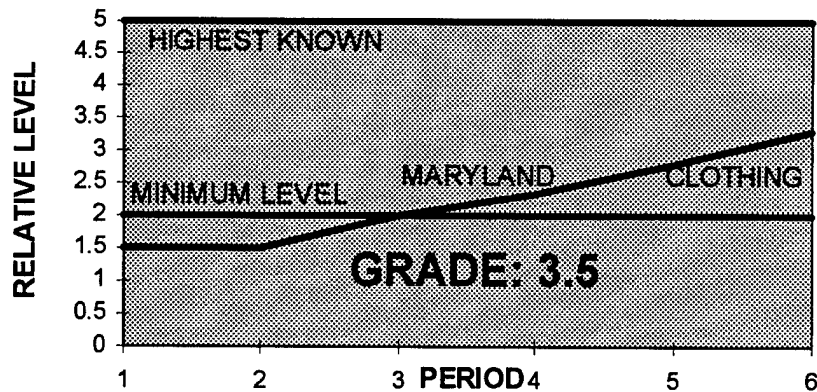 5
HIGHEST KNOWN
4.5
4
3.5
3
MARYLAND CLOTHING
2.5
MINIMUM LEVEL
2
1.5
GRADE: 3.5
1
0.5
0
RELATIVE LEVEL
1 2 3 PERIOD 4 5 6